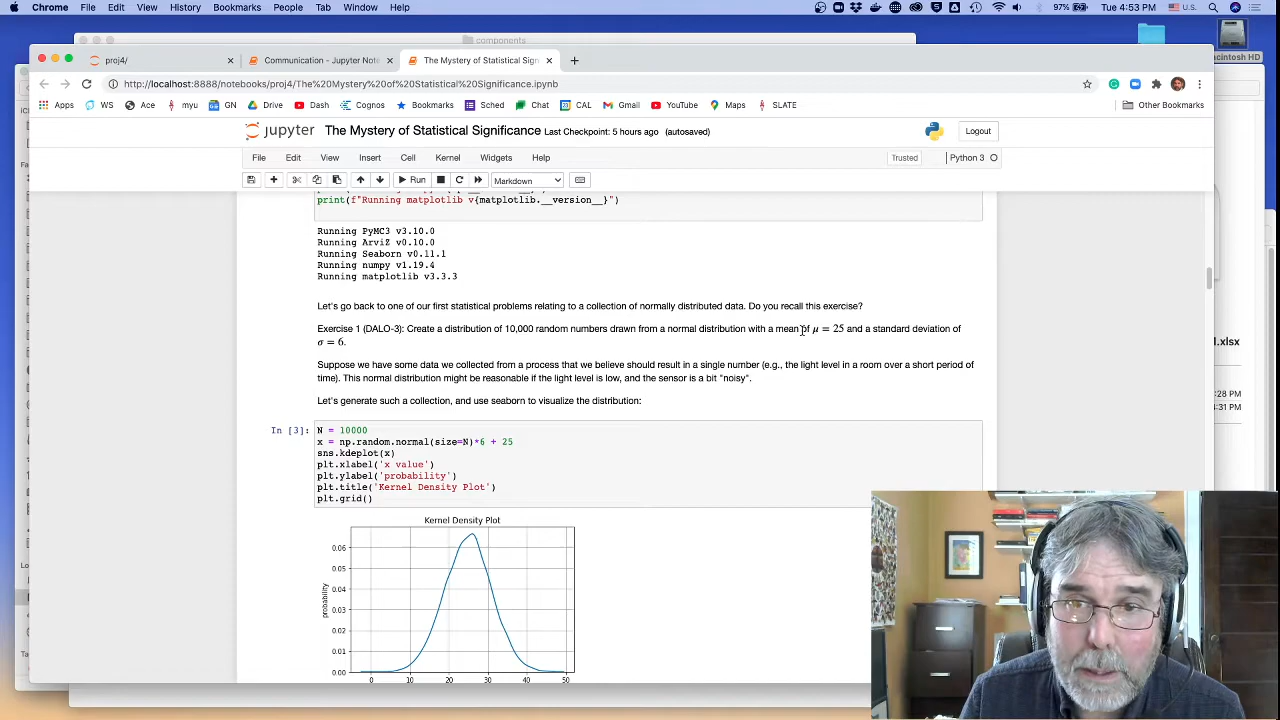 Chrome File Edit View History Bookmarks People Tab Window Help 97% Tue 4:53 PM U.S.
components
proj4/ Communication - Jupyter Note The Mystery of Statistical Sign
http://localhost:8888/notebooks/proj4/The%20Mystery%20of%20Statistical%20Significance.ipynb
Apps WS Ace myu GN Drive Dash Cognos Bookmarks Sched Chat CAL Gmail YouTube Maps SLATE Other Bookmarks
Macintosh HD
jupyter The Mystery of Statistical Significance Last Checkpoint: 5 hours ago (autosaved) Logout
File Edit View Insert Cell Kernel Widgets Help Trusted Python 3
Run Markdown
print(f"Running matplotlib v{matplotlib.__version__}")
Running PyMC3 v3.10.0
Running ArviZ v0.10.0
Running Seaborn v0.11.1
Running numpy v1.19.4
Running matplotlib v3.3.3
Let's go back to one of our first statistical problems relating to a collection of normally distributed data. Do you recall this exercise?
Exercise 1 (DALO-3): Create a distribution of 10,000 random numbers drawn from a normal distribution with a mean of μ = 25 and a standard deviation of
σ = 6.
1.xlsx
Suppose we have some data we collected from a process that we believe should result in a single number (e.g., the light level in a room over a short period of
time). This normal distribution might be reasonable if the light level is low, and the sensor is a bit "noisy".
:28 PM
Let's generate such a collection, and use seaborn to visualize the distribution:
:31 PM
In [3]: N = 10000
x = np.random.normal(size=N)*6 + 25
sns.kdeplot(x)
plt.xlabel('x value')
plt.ylabel('probability')
plt.title('Kernel Density Plot')
plt.grid()
Kernel Density Plot
0.06
0.05
0.04
0.03
0.02
0.01
0.00
probability
0 10 20 30 40 50